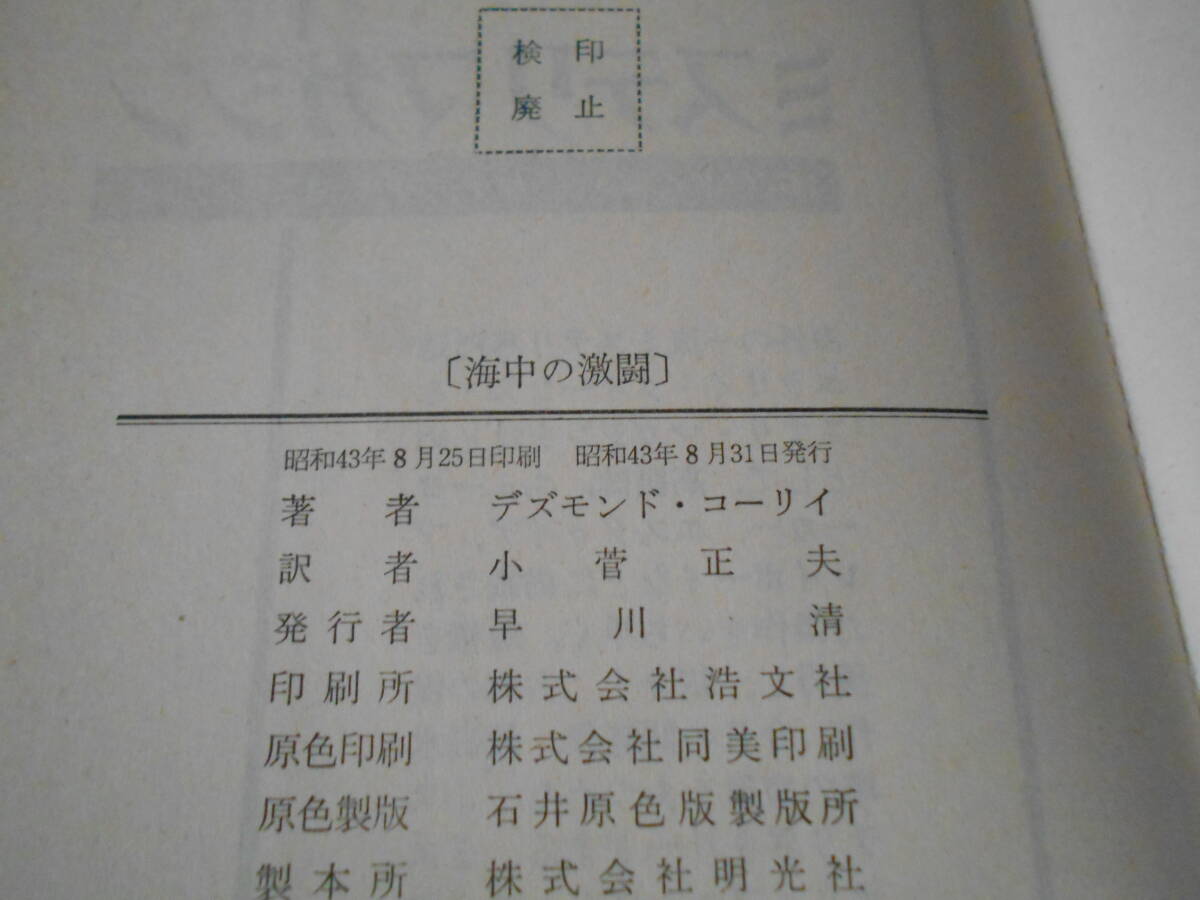 検印
廃止
〔海中の激闘〕
昭和43年8月25日印刷 昭和43年8月31日発行
著者 デズモンド・コーリイ
訳者 小菅正夫
発行者 早川清
印刷所 株式会社浩文社
原色印刷 株式会社同美印刷
原色製版 石井原色版製版所
製本所 株式会社明光社